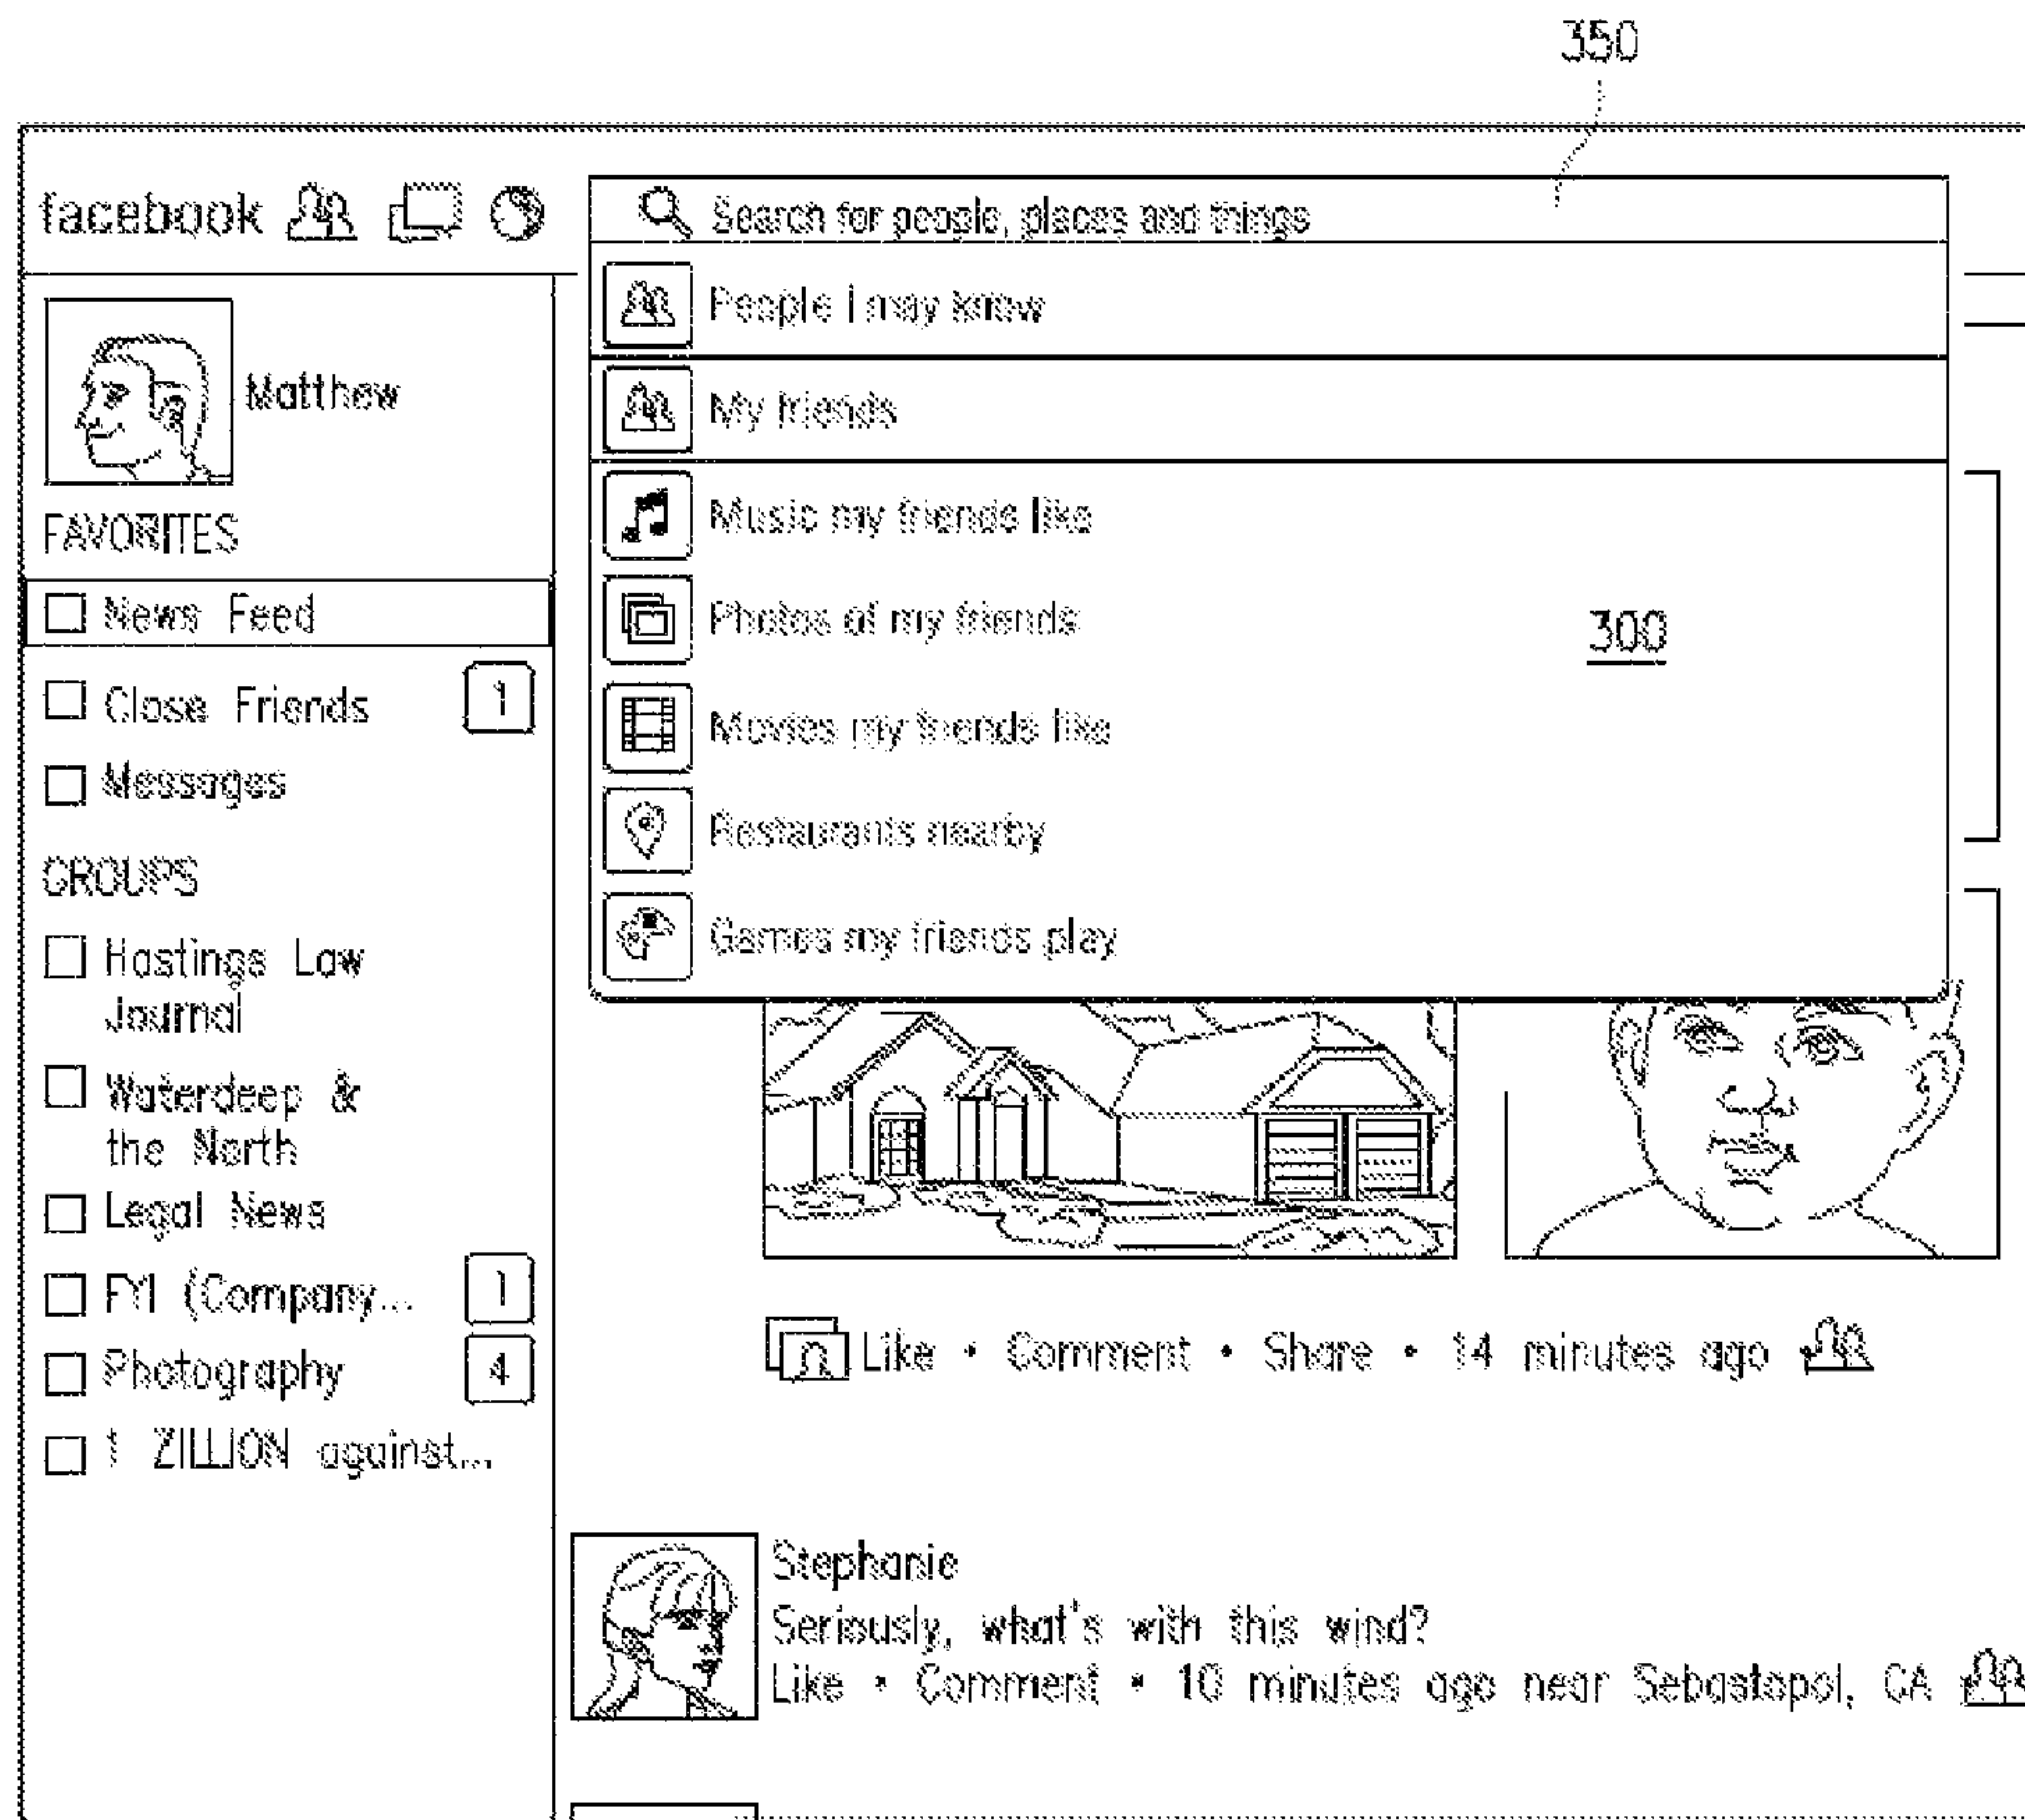 350
facebook
Search for people, places and things
People I may know
My friends
Music my friends like
Photos of my friends
300
Movies my friends like
Restaurants nearby
Games my friends play
Matthew
FAVORITES
News Feed
Close Friends 1
Messages
GROUPS
Hastings Law
Journal
Waterdeep &
the North
Legal News
FYI (Company... 1
Photography 4
1 ZILLION against...
Like • Comment • Share • 14 minutes ago
Stephanie
Seriously, what's with this wind?
Like • Comment • 10 minutes ago near Sebastopol, CA